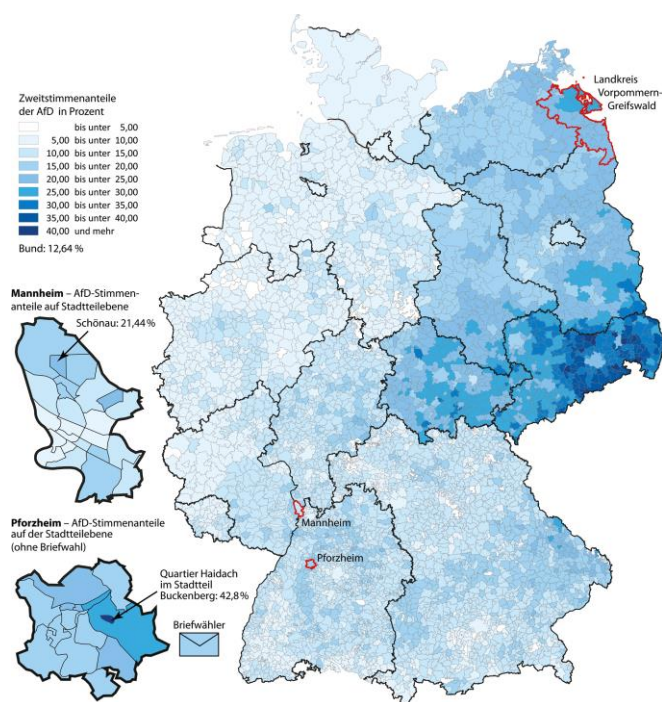 Landkreis
Vorpommern-
Greifswald
Zweitstimmenanteile
der AfD in Prozent
bis unter 5,00
5,00 bis unter 10,00
10,00 bis unter 15,00
15,00 bis unter 20,00
20,00 bis unter 25,00
25,00 bis unter 30,00
30,00 bis unter 35,00
35,00 bis unter 40,00
40,00 und mehr
Bund: 12,64 %
Mannheim – AfD-Stimmen-
anteile auf Stadtteilebene
Schönau: 21,44 %
Mannheim
Pforzheim
Pforzheim – AfD-Stimmenanteile
auf der Stadtteilebene
(ohne Briefwahl)
Quartier Haidach
im Stadtteil
Buckenberg: 42,8 %
Briefwähler